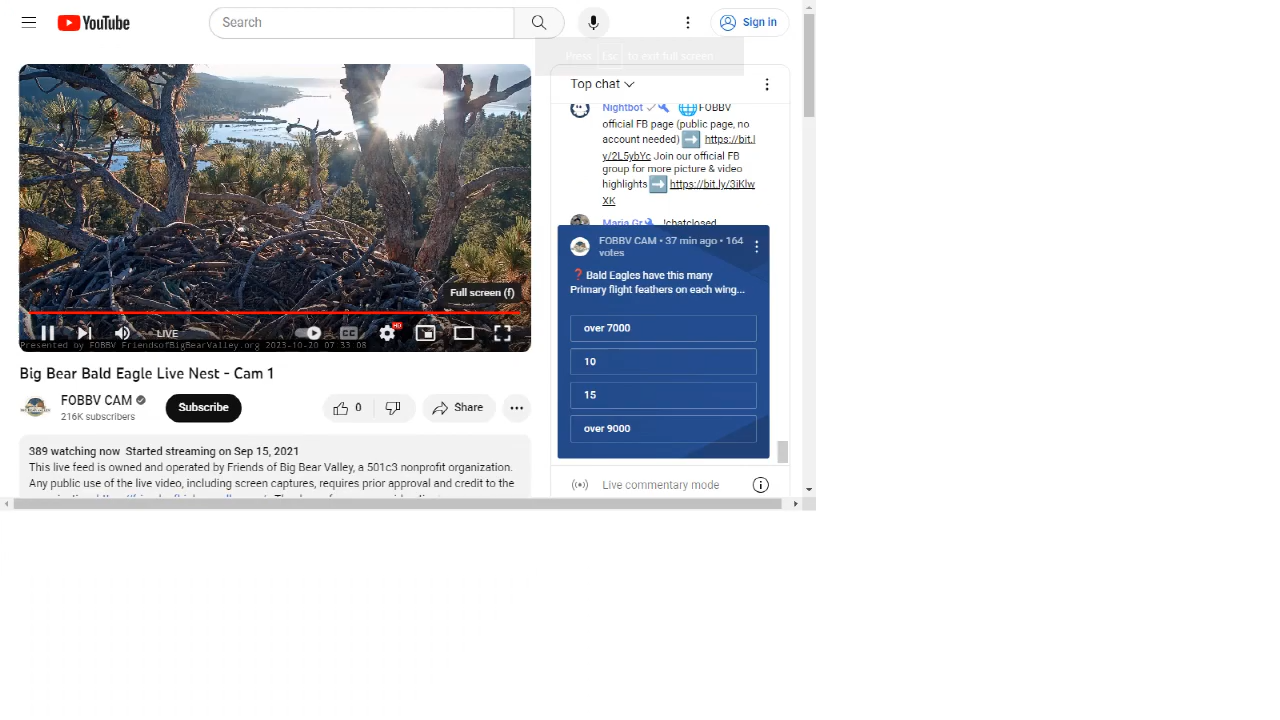 YouTube
Search
Sign in
Press Esc to exit full screen
Top chat
Nightbot FOBBV
official FB page (public page, no
account needed) https://bit.l
y/2L5ybYc Join our official FB
group for more picture & video
highlights https://bit.ly/3iKlw
XK
Maria Gr !chatclosed
FOBBV CAM • 37 min ago • 164
votes
Bald Eagles have this many
Primary flight feathers on each wing...
over 7000
10
15
over 9000
Live commentary mode
Full screen (f)
LIVE
CC
HD
Presented by FOBBV FriendsofBigBearValley.org 2023-10-20 07 33 08
Big Bear Bald Eagle Live Nest - Cam 1
FOBBV CAM
216K subscribers
Subscribe
0
Share
389 watching now Started streaming on Sep 15, 2021
This live feed is owned and operated by Friends of Big Bear Valley, a 501c3 nonprofit organization.
Any public use of the live video, including screen captures, requires prior approval and credit to the